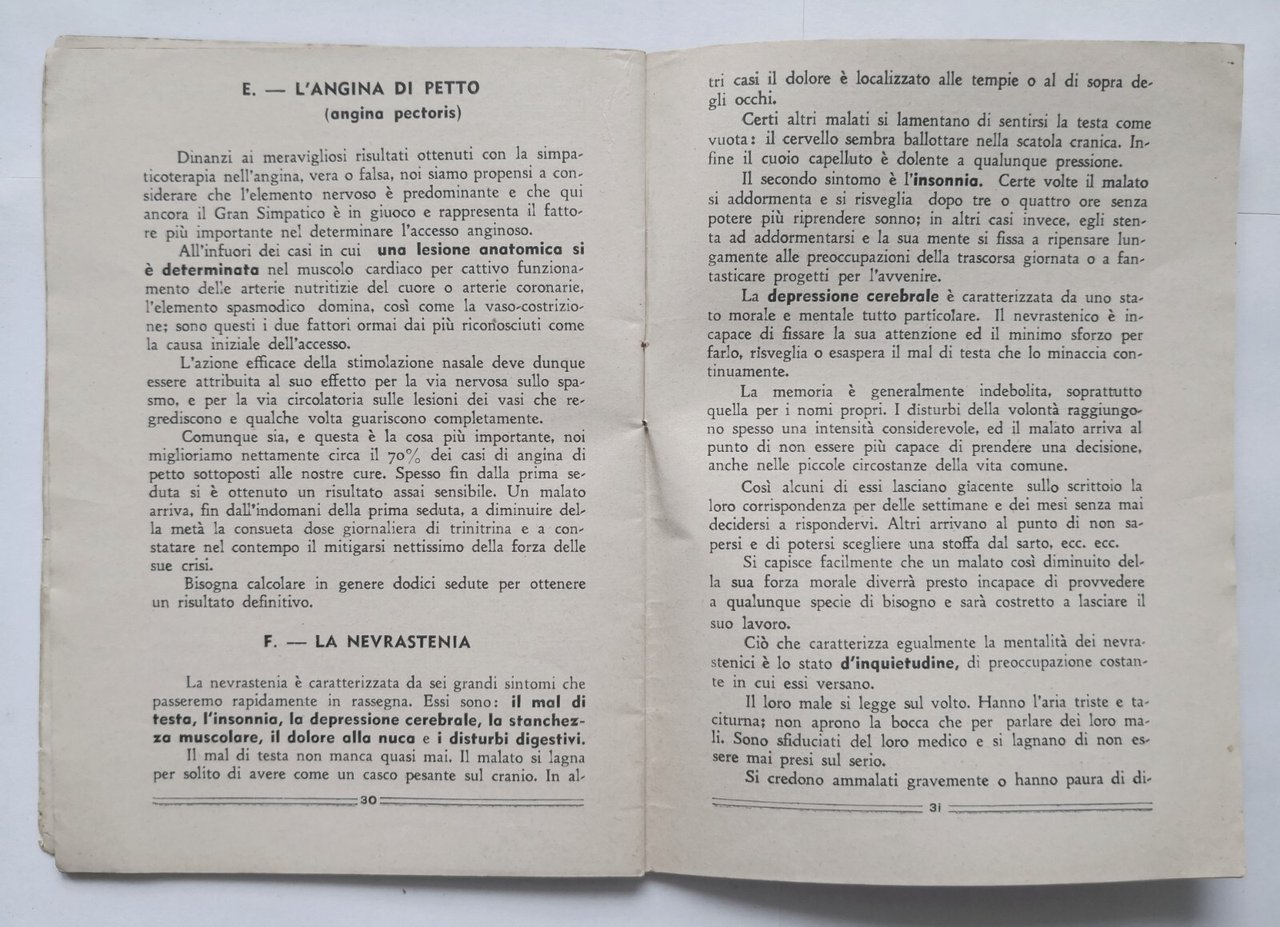 E. — L'ANGINA DI PETTO
(angina pectoris)
Dinanzi ai meravigliosi risultati ottenuti con la simpa-
ticoterapia nell'angina, vera o falsa, noi siamo propensi a con-
siderare che l'elemento nervoso è predominante e che qui
ancora il Gran Simpatico è in giuoco e rappresenta il fatto-
re più importante nel determinare l'accesso anginoso.
All'infuori dei casi in cui una lesione anatomica si
è determinata nel muscolo cardiaco per cattivo funziona-
mento delle arterie nutritizie del cuore o arterie coronarie,
l'elemento spasmodico domina, così come la vaso-costrizio-
ne; sono questi i due fattori ormai dai più riconosciuti come
la causa iniziale dell'accesso.
L'azione efficace della stimolazione nasale deve dunque
essere attribuita al suo effetto per la via nervosa sullo spa-
smo, e per la via circolatoria sulle lesioni dei vasi che re-
grediscono e qualche volta guariscono completamente.
Comunque sia, e questa è la cosa più importante, noi
miglioriamo nettamente circa il 70% dei casi di angina di
petto sottoposti alle nostre cure. Spesso fin dalla prima se-
duta si è ottenuto un risultato assai sensibile. Un malato
arriva, fin dall'indomani della prima seduta, a diminuire del-
la metà la consueta dose giornaliera di trinitrina e a con-
statare nel contempo il mitigarsi nettissimo della forza delle
sue crisi.
Bisogna calcolare in genere dodici sedute per ottenere
un risultato definitivo.
F. — LA NEVRASTENIA
La nevrastenia è caratterizzata da sei grandi sintomi che
passeremo rapidamente in rassegna. Essi sono: il mal di
testa, l'insonnia, la depressione cerebrale, la stanchez-
za muscolare, il dolore alla nuca e i disturbi digestivi.
Il mal di testa non manca quasi mai. Il malato si lagna
per solito di avere come un casco pesante sul cranio. In al-
30
tri casi il dolore è localizzato alle tempie o al di sopra de-
gli occhi.
Certi altri malati si lamentano di sentirsi la testa come
vuota: il cervello sembra ballottare nella scatola cranica. In-
fine il cuoio capelluto è dolente a qualunque pressione.
Il secondo sintomo è l'insonnia. Certe volte il malato
si addormenta e si risveglia dopo tre o quattro ore senza
potere più riprendere sonno; in altri casi invece, egli sten-
ta ad addormentarsi e la sua mente si fissa a ripensare lun-
gamente alle preoccupazioni della trascorsa giornata o a fan-
tasticare progetti per l'avvenire.
La depressione cerebrale è caratterizzata da uno sta-
to morale e mentale tutto particolare. Il nevrastenico è in-
capace di fissare la sua attenzione ed il minimo sforzo per
farlo, risveglia o esaspera il mal di testa che lo minaccia con-
tinuamente.
La memoria è generalmente indebolita, soprattutto
quella per i nomi propri. I disturbi della volontà raggiungo-
no spesso una intensità considerevole, ed il malato arriva al
punto di non essere più capace di prendere una decisione,
anche nelle piccole circostanze della vita comune.
Così alcuni di essi lasciano giacente sullo scrittoio la
loro corrispondenza per delle settimane e dei mesi senza mai
decidersi a rispondervi. Altri arrivano al punto di non sa-
persi e di potersi scegliere una stoffa dal sarto, ecc. ecc.
Si capisce facilmente che un malato così diminuito del-
la sua forza morale diverrà presto incapace di provvedere
a qualunque specie di bisogno e sarà costretto a lasciare il
suo lavoro.
Ciò che caratterizza egualmente la mentalità dei nevra-
stenici è lo stato d'inquietudine, di preoccupazione costan-
te in cui essi versano.
Il loro male si legge sul volto. Hanno l'aria triste e ta-
citurna; non aprono la bocca che per parlare dei loro ma-
li. Sono sfiduciati del loro medico e si lagnano di non es-
sere mai presi sul serio.
Si credono ammalati gravemente o hanno paura di di-
31